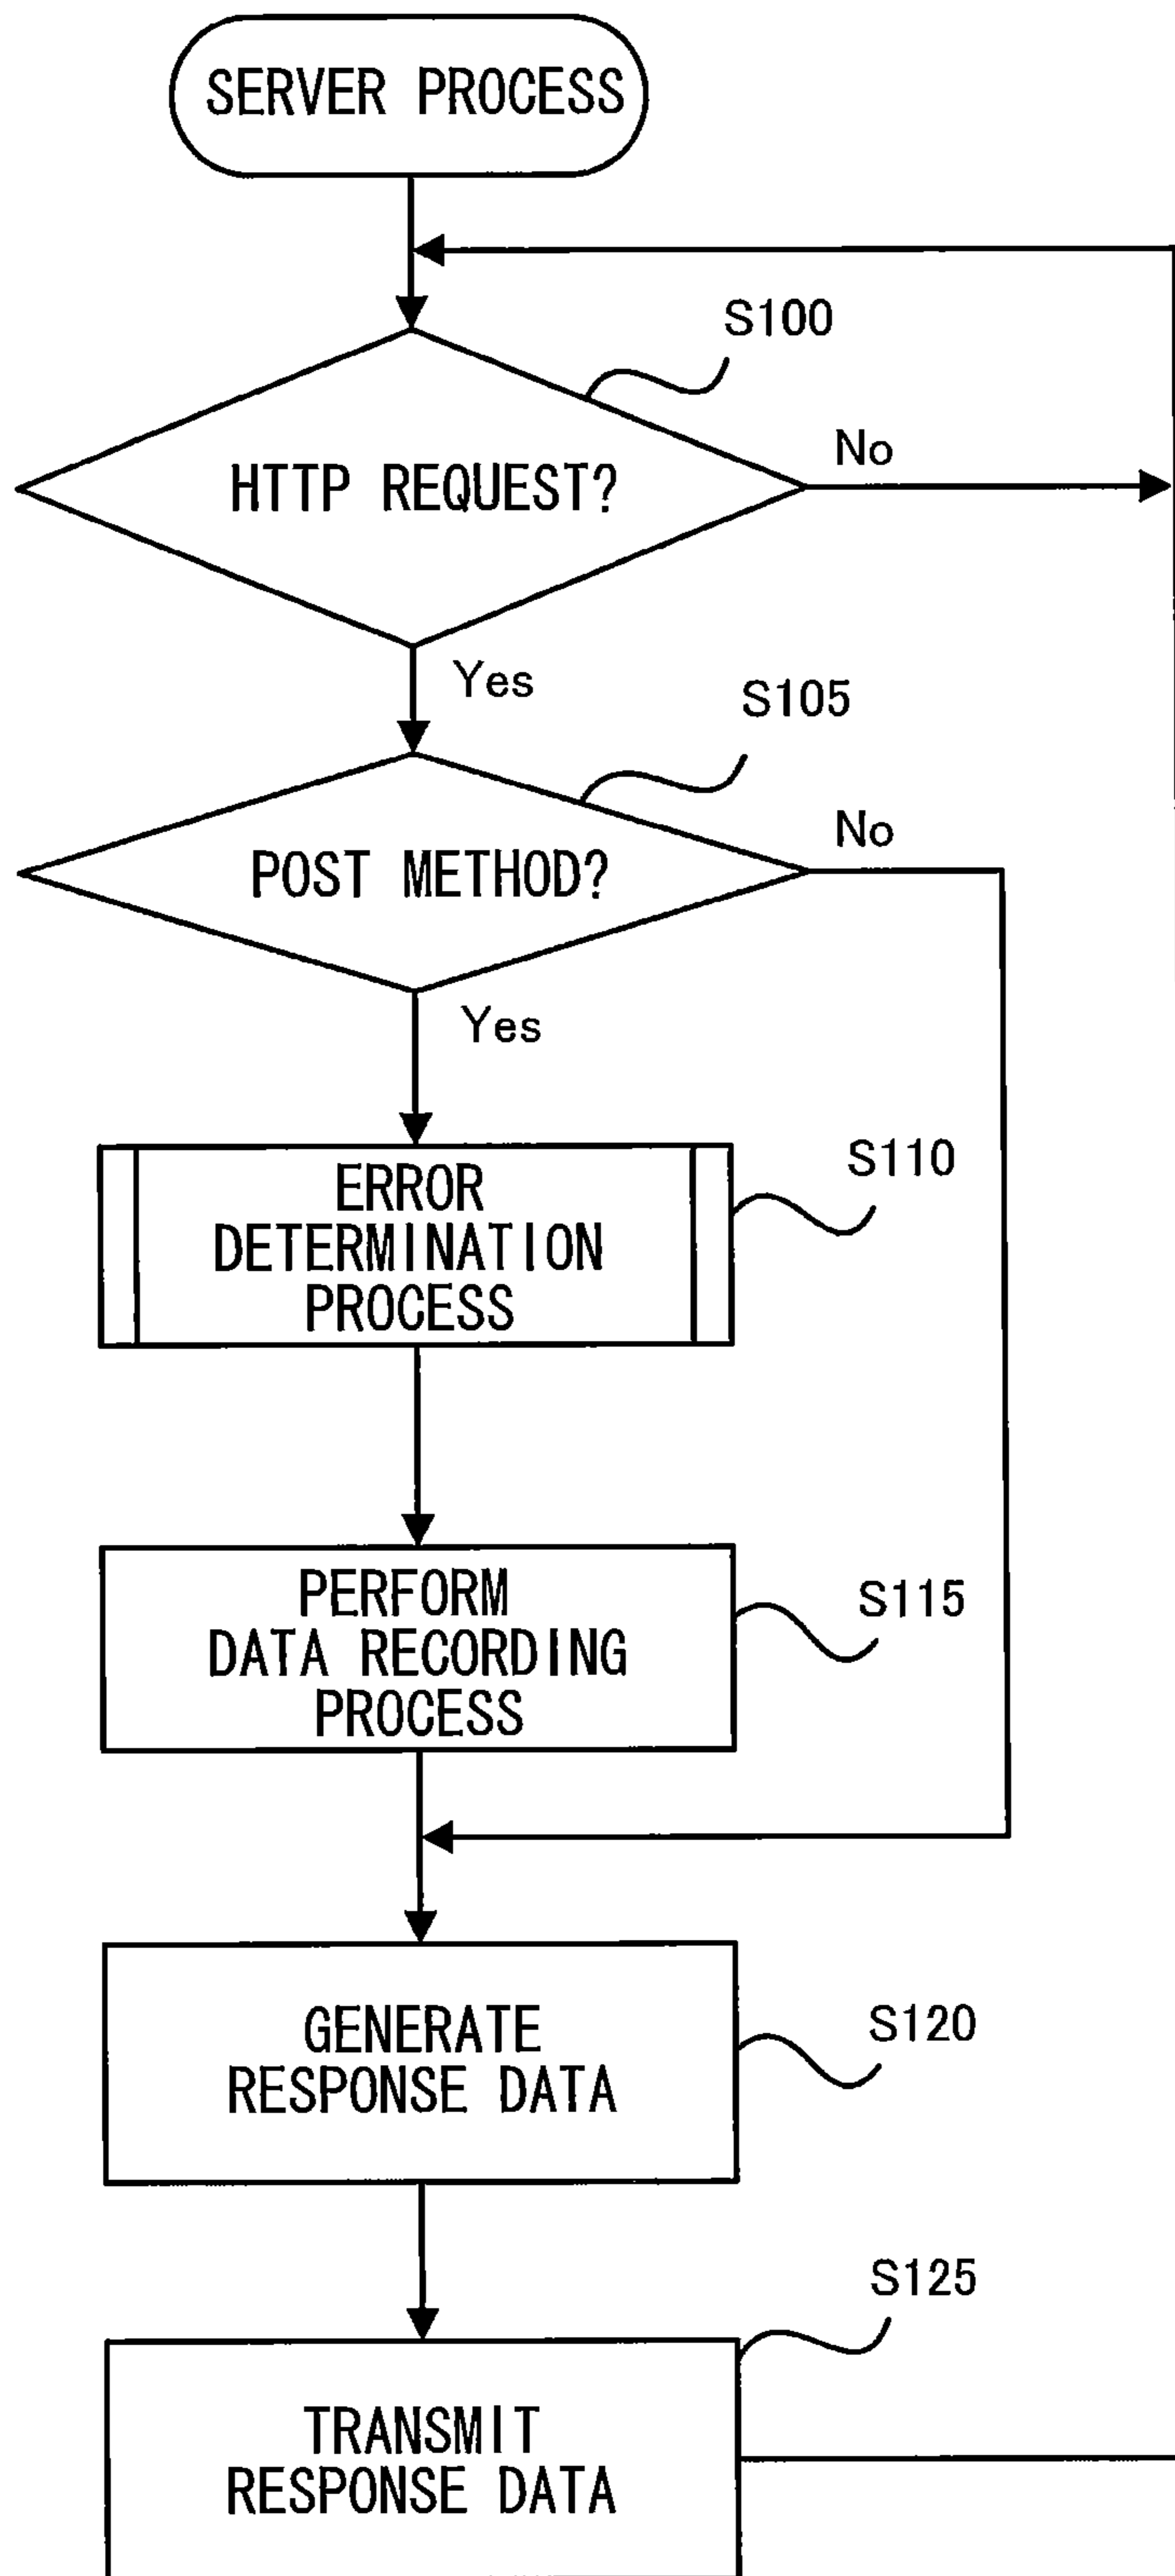 SERVER PROCESS
S100
HTTP REQUEST?
No
Yes
S105
POST METHOD?
No
Yes
S110
ERROR
DETERMINATION
PROCESS
S115
PERFORM
DATA RECORDING
PROCESS
S120
GENERATE
RESPONSE DATA
S125
TRANSMIT
RESPONSE DATA